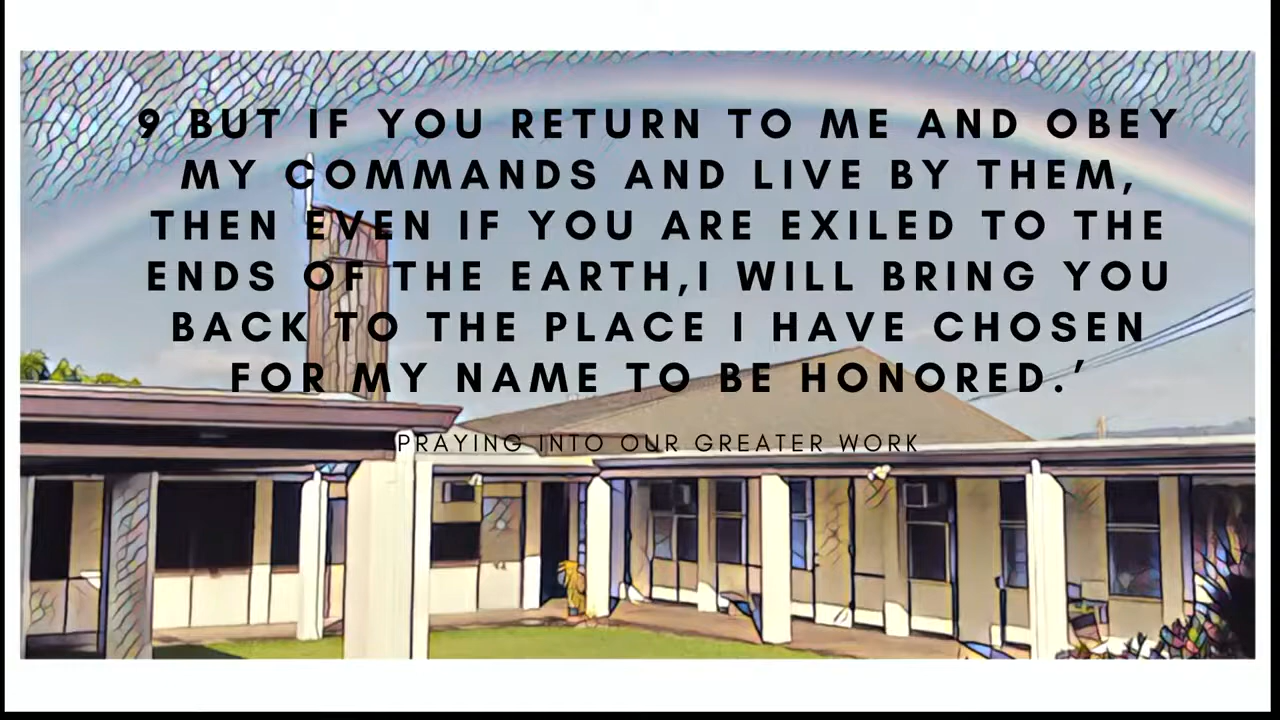 9 BUT IF YOU RETURN TO ME AND OBEY
MY COMMANDS AND LIVE BY THEM,
THEN EVEN IF YOU ARE EXILED TO THE
ENDS OF THE EARTH,I WILL BRING YOU
BACK TO THE PLACE I HAVE CHOSEN
FOR MY NAME TO BE HONORED.’
PRAYING INTO OUR GREATER WORK